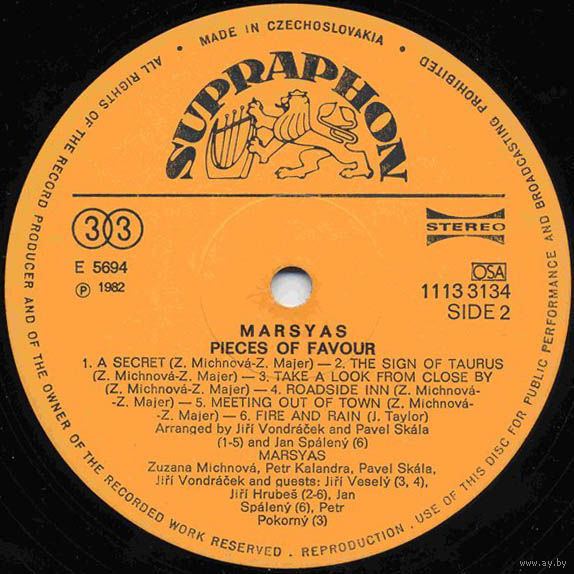 ALL RIGHTS OF THE RECORD PRODUCER AND OF THE OWNER OF THE RECORDED WORK RESERVED · REPRODUCTION · USE OF THIS DISC FOR PUBLIC PERFORMANCE AND BROADCASTING PROHIBITED
· MADE IN CZECHOSLOVAKIA ·
SUPRAPHON
33
STEREO
E 5694
Ⓟ 1982
OSA
1113 3134
SIDE 2
MARSYAS
PIECES OF FAVOUR
1. A SECRET (Z. Michnová-Z. Majer) — 2. THE SIGN OF TAURUS
(Z. Michnová-Z. Majer) — 3. TAKE A LOOK FROM CLOSE BY
(Z. Michnová-Z. Majer) — 4. ROADSIDE INN (Z. Michnová-
-Z. Majer) — 5. MEETING OUT OF TOWN (Z. Michnová-
-Z. Majer) — 6. FIRE AND RAIN (J. Taylor)
Arranged by Jiří Vondráček and Pavel Skála
(1-5) and Jan Spálený (6)
MARSYAS
Zuzana Michnová, Petr Kalandra, Pavel Skála,
Jiří Vondráček and guests: Jiří Veselý (3, 4),
Jiří Hrubeš (2-6), Jan
Spálený (6), Petr
Pokorný (3)
www.ay.by